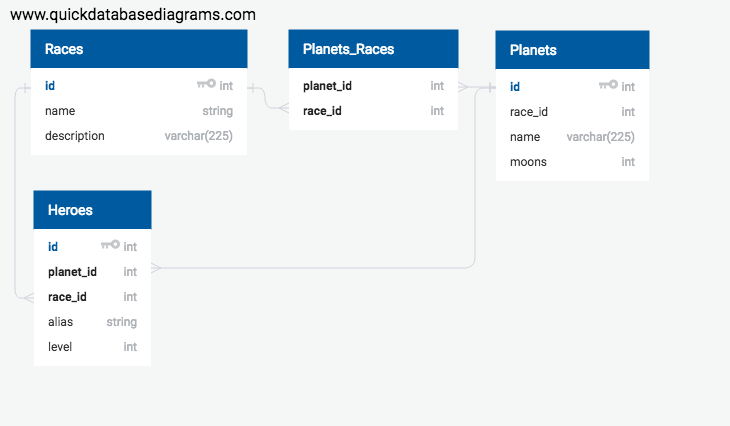 www.quickdatabasediagrams.com
Races
id int
name string
description varchar(225)
Planets_Races
planet_id int
race_id int
Planets
id int
race_id int
name varchar(225)
moons int
Heroes
id int
planet_id int
race_id int
alias string
level int